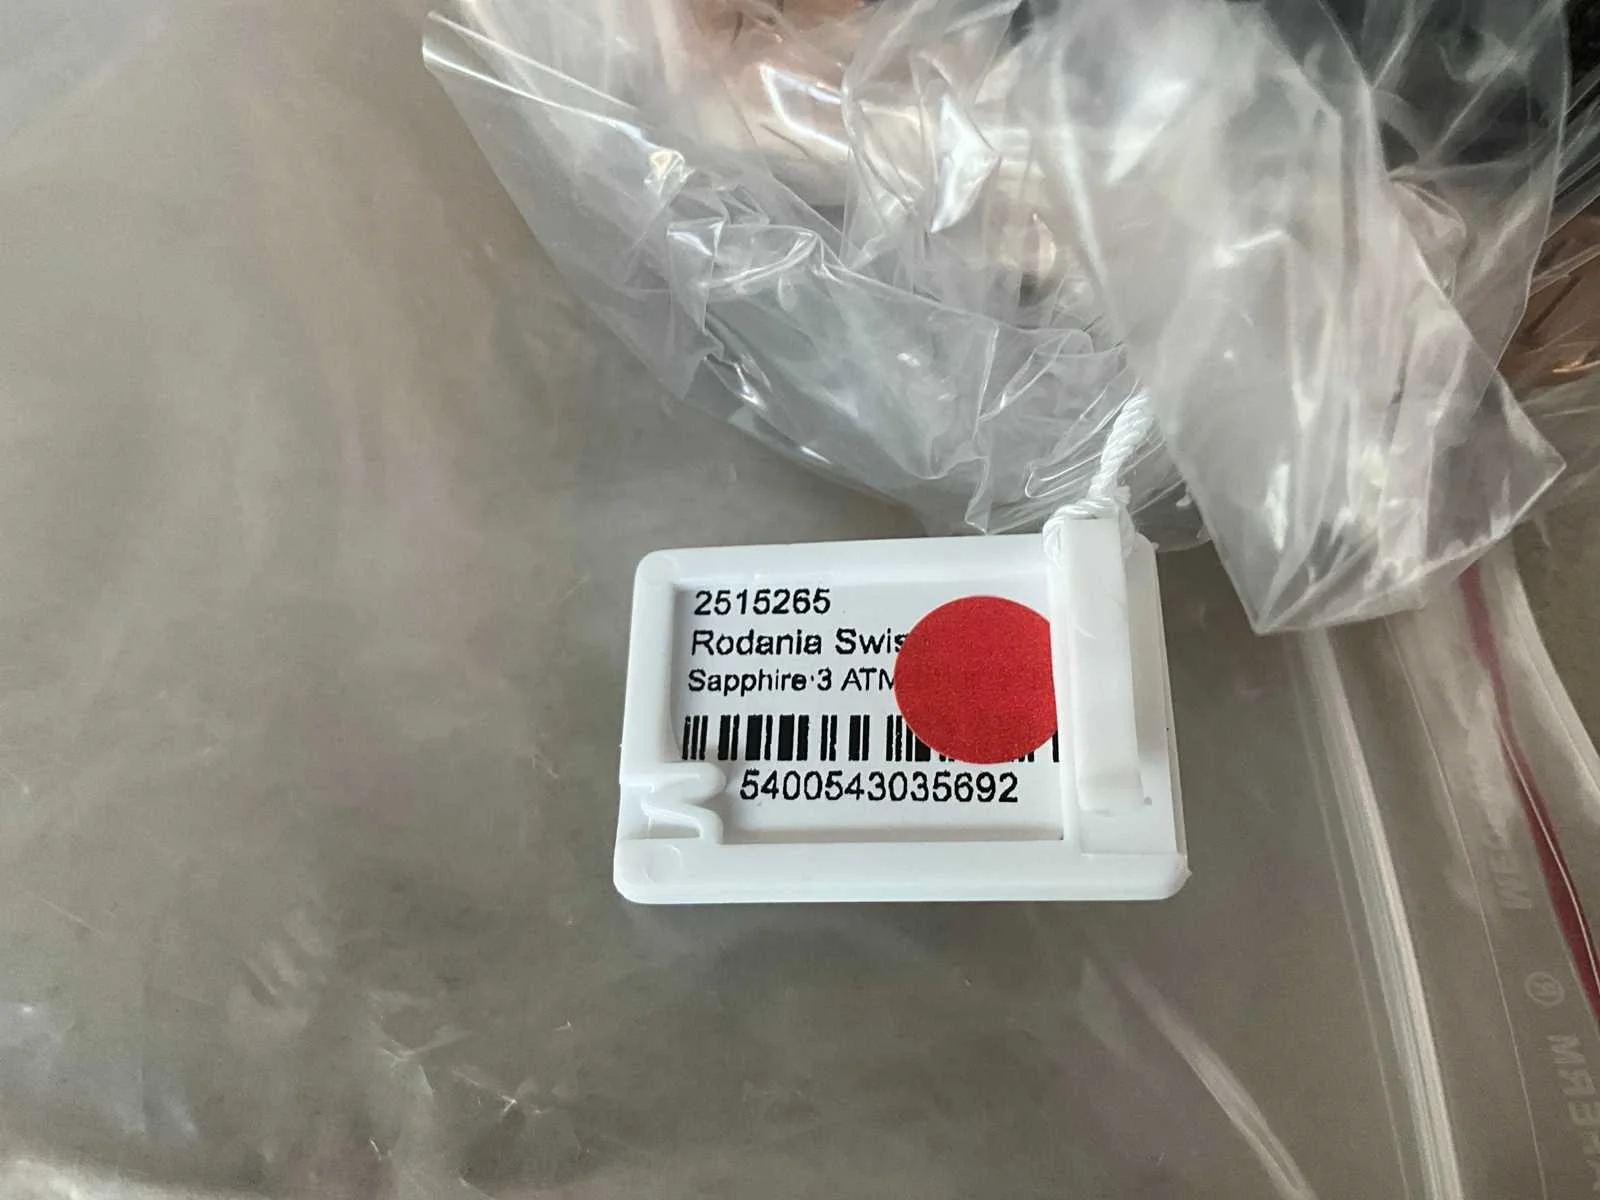 2515265
Rodania Swis
Sapphire 3 ATM
5400543035692
®